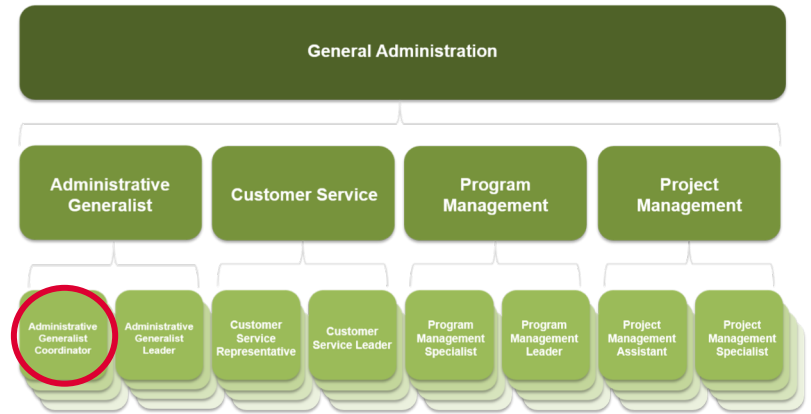 General Administration
Administrative
Generalist
Customer Service
Program
Management
Project
Management
Administrative
Generalist
Coordinator
Administrative
Generalist
Leader
Customer
Service
Representative
Customer
Service Leader
Program
Management
Specialist
Program
Management
Leader
Project
Management
Assistant
Project
Management
Specialist